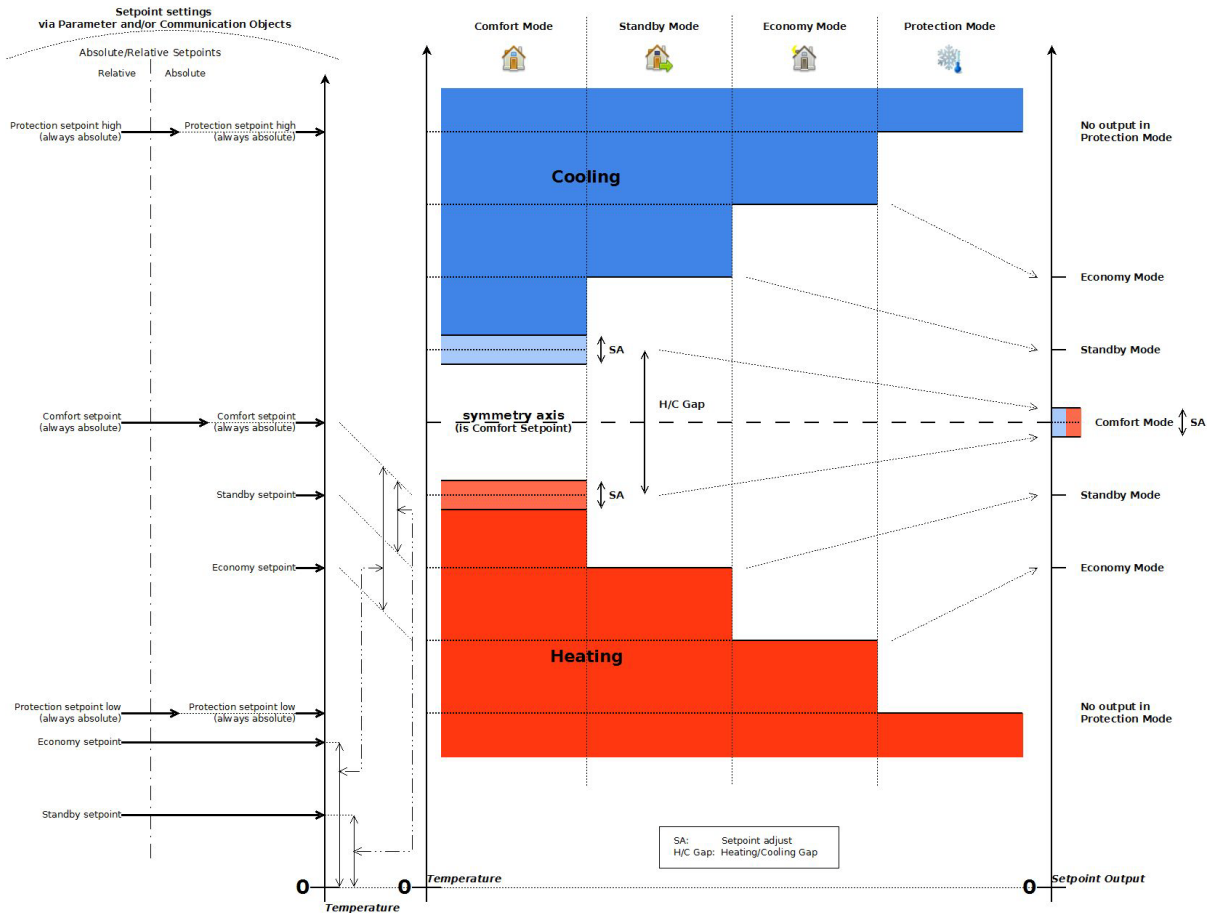 Setpoint settings
via Parameter and/or Communication Objects
Absolute/Relative Setpoints
Relative
Absolute
Comfort Mode
Standby Mode
Economy Mode
Protection Mode
Protection setpoint high
(always absolute)
Protection setpoint high
(always absolute)
No output in
Protection Mode
Cooling
Economy Mode
SA
Standby Mode
H/C Gap
Comfort setpoint
(always absolute)
Comfort setpoint
(always absolute)
symmetry axis
(is Comfort Setpoint)
Comfort Mode
SA
Standby setpoint
SA
Standby Mode
Economy setpoint
Economy Mode
Heating
Protection setpoint low
(always absolute)
Protection setpoint low
(always absolute)
No output in
Protection Mode
Economy setpoint
Standby setpoint
SA: Setpoint adjust
H/C Gap: Heating/Cooling Gap
0
0
0
Temperature
Temperature
Setpoint Output